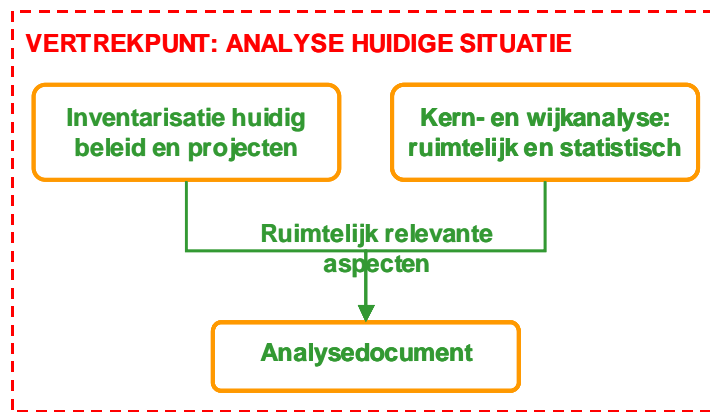 VERTREKPUNT: ANALYSE HUIDIGE SITUATIE
Inventarisatie huidig
beleid en projecten
Kern- en wijkanalyse:
ruimtelijk en statistisch
Ruimtelijk relevante
aspecten
Analysedocument